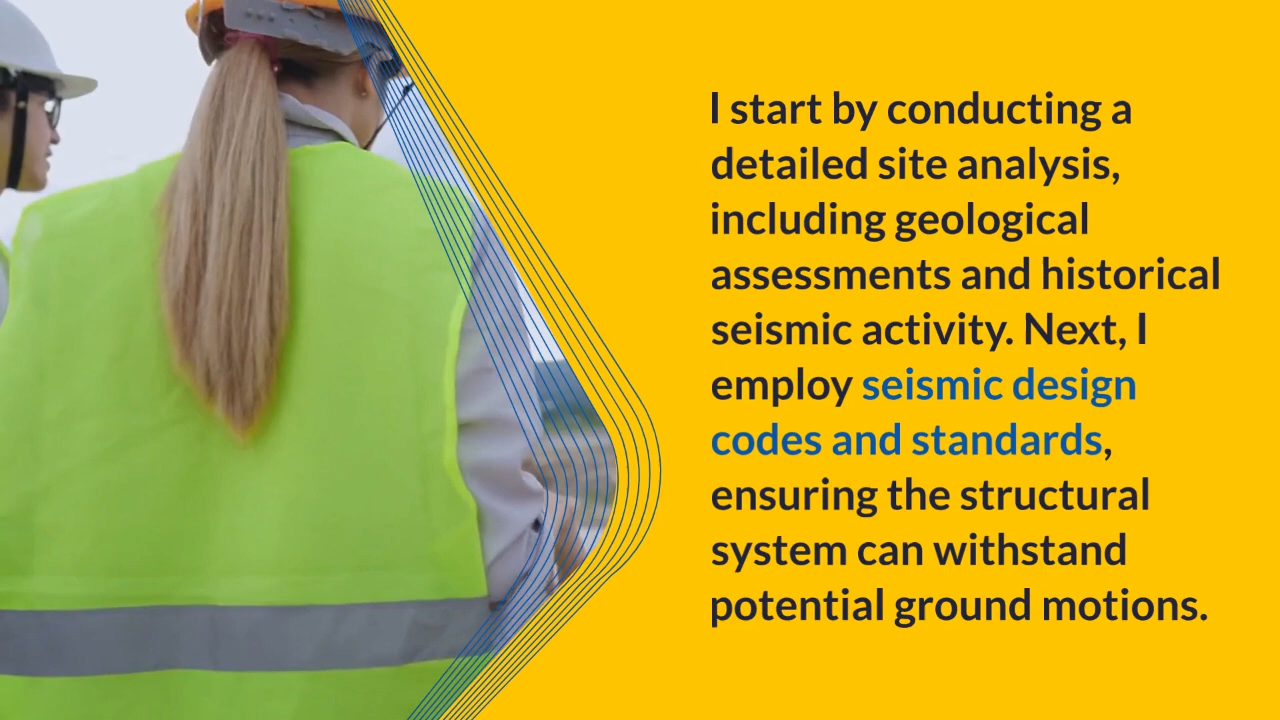 I start by conducting a
detailed site analysis,
including geological
assessments and historical
seismic activity. Next, I
employ seismic design
codes and standards,
ensuring the structural
system can withstand
potential ground motions.